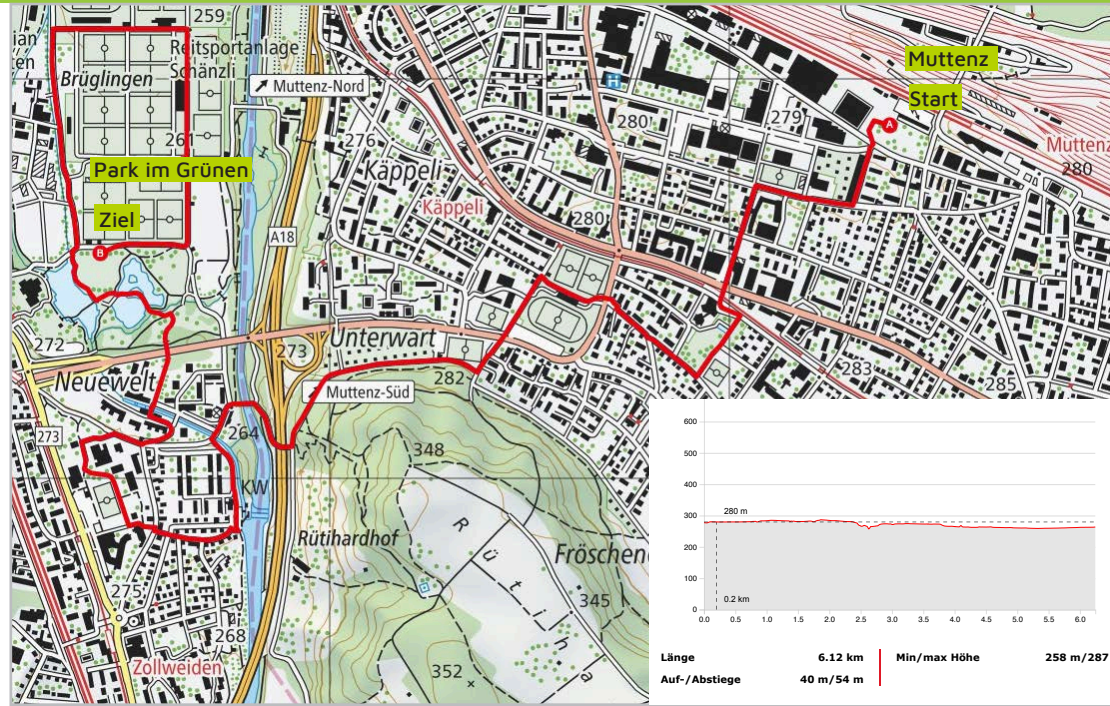 259
Reitsportanlage
Schänzli
Brüglingen
Muttenz-Nord
Muttenz
Start
A
H
276
280
279
261
Muttenz
280
Park im Grünen
Käppeli
Käppeli
280
Ziel
B
A18
272
273
Unterwart
283
285
Neuewelt
282
Muttenz-Süd
273
264
348
KW
Rütihardhof
Rütiha
Fröschen
275
345
268
Zollweiden
352
600
500
400
300
280 m
200
100
0
0.2 km
0.0 0.5 1.0 1.5 2.0 2.5 3.0 3.5 4.0 4.5 5.0 5.5 6.0
Länge 6.12 km Min/max Höhe 258 m/287
Auf-/Abstiege 40 m/54 m